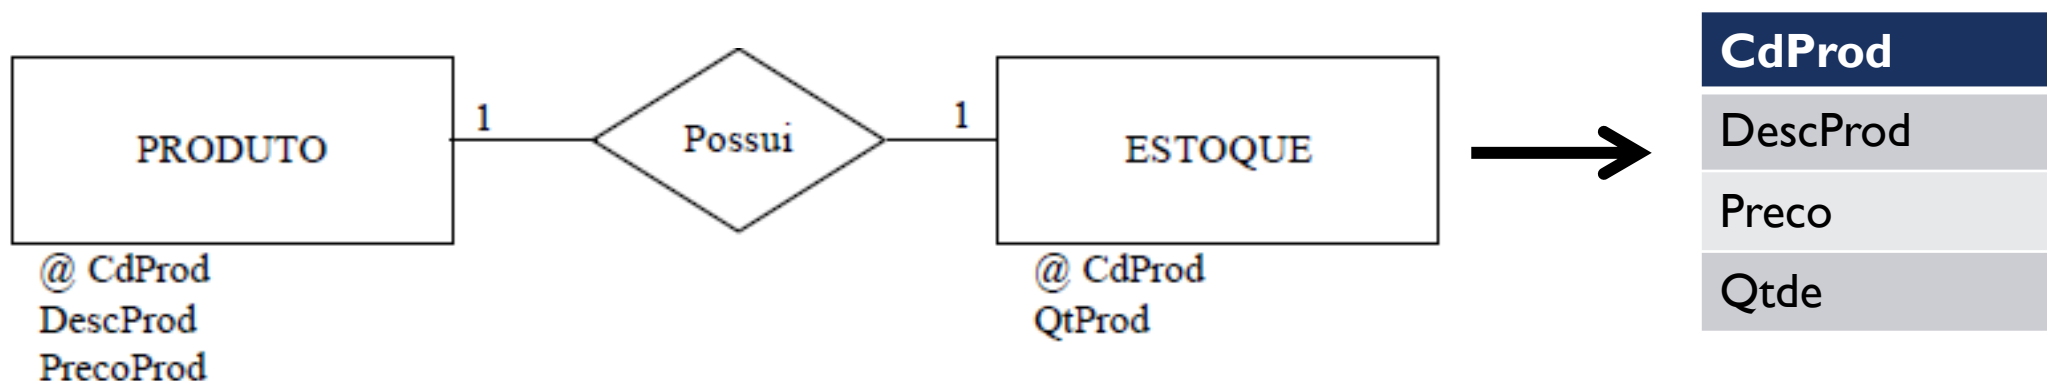 PRODUTO
1
Possui
1
ESTOQUE
@ CdProd
DescProd
PrecoProd
@ CdProd
QtProd
CdProd
DescProd
Preco
Qtde